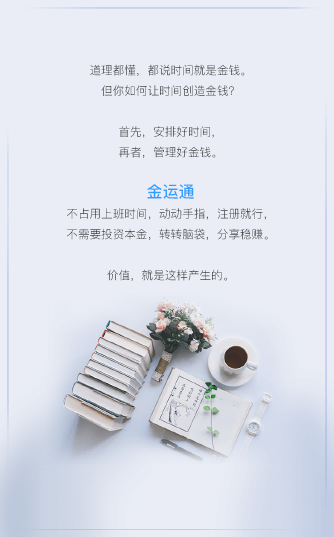 道理都懂，都说时间就是金钱。
但你如何让时间创造金钱？
首先，安排好时间，
再者，管理好金钱。
金运通
不占用上班时间，动动手指，注册就行，
不需要投资本金，转转脑袋，分享稳赚。
价值，就是这样产生的。